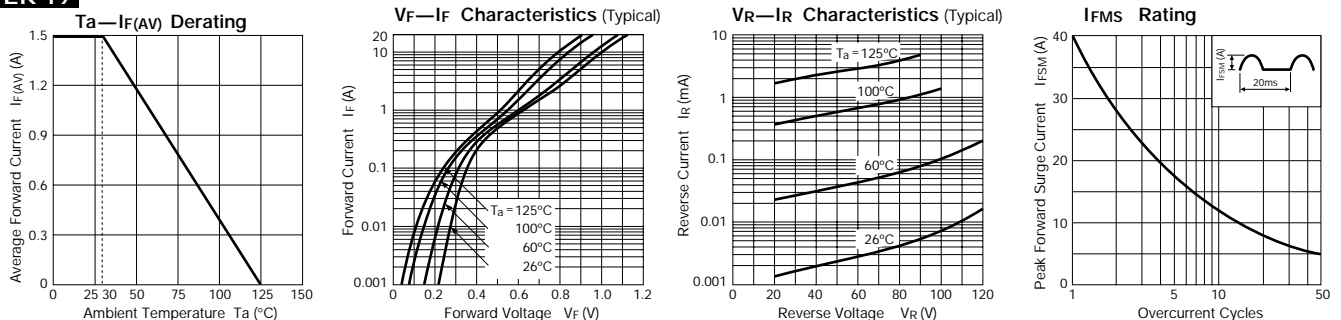 Ta—IF(AV) Derating
Average Forward Current IF(AV) (A)
1.5
1.2
0.9
0.6
0.3
0
0 25 30 50 75 100 125 150
Ambient Temperature Ta (°C)
VF—IF Characteristics (Typical)
Forward Current IF (A)
20
10
1
0.1
0.01
0.001
Ta = 125°C
100°C
60°C
26°C
0 0.2 0.4 0.6 0.8 1.0 1.2
Forward Voltage VF (V)
VR—IR Characteristics (Typical)
Reverse Current IR (mA)
10
1
0.1
0.01
0.001
Ta = 125°C
100°C
60°C
26°C
0 20 40 60 80 100 120
Reverse Voltage VR (V)
IFMS Rating
Peak Forward Surge Current IFSM (A)
40
30
20
10
0
IFSM (A)
20ms
1 5 10 50
Overcurrent Cycles